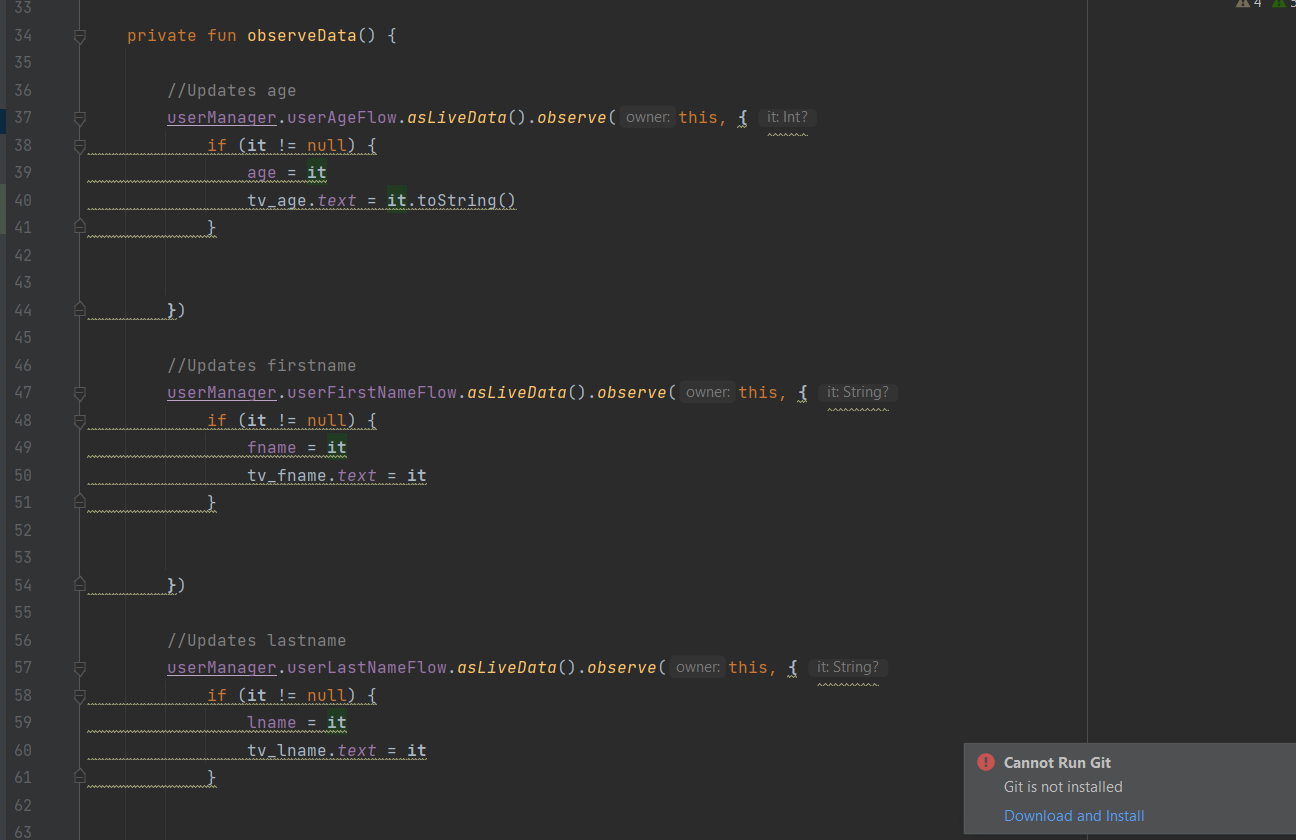 33
4
34 private fun observeData() {
35
36 //Updates age
37 userManager.userAgeFlow.asLiveData().observe( owner: this, { it: Int?
38 if (it != null) {
39 age = it
40 tv_age.text = it.toString()
41 }
42
43
44 })
45
46 //Updates firstname
47 userManager.userFirstNameFlow.asLiveData().observe( owner: this, { it: String?
48 if (it != null) {
49 fname = it
50 tv_fname.text = it
51 }
52
53
54 })
55
56 //Updates lastname
57 userManager.userLastNameFlow.asLiveData().observe( owner: this, { it: String?
58 if (it != null) {
59 lname = it
60 tv_lname.text = it
61 }
62
63
Cannot Run Git
Git is not installed
Download and Install